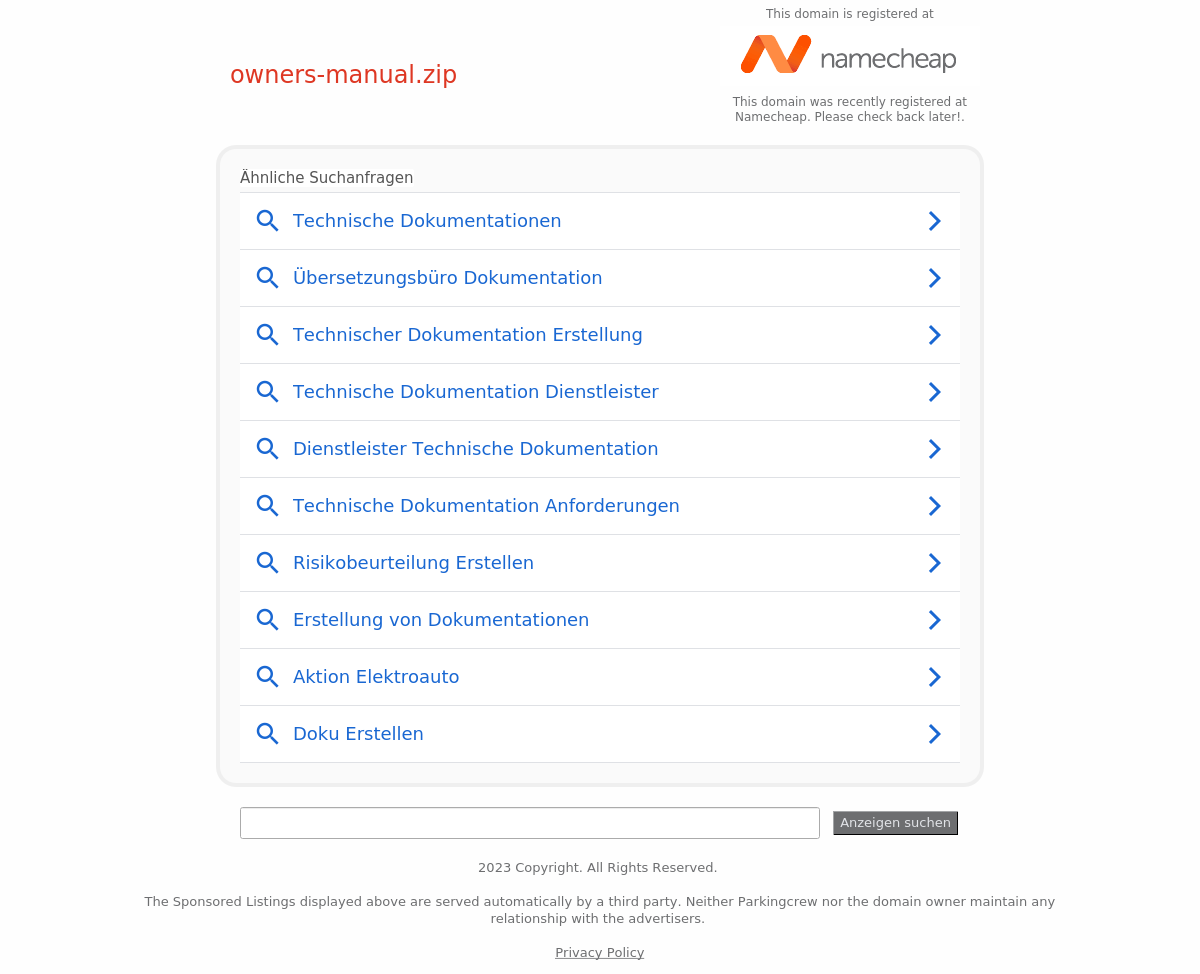 This domain is registered at
namecheap
owners-manual.zip
This domain was recently registered at
Namecheap. Please check back later!.
Ähnliche Suchanfragen
Technische Dokumentationen
Übersetzungsbüro Dokumentation
Technischer Dokumentation Erstellung
Technische Dokumentation Dienstleister
Dienstleister Technische Dokumentation
Technische Dokumentation Anforderungen
Risikobeurteilung Erstellen
Erstellung von Dokumentationen
Aktion Elektroauto
Doku Erstellen
Anzeigen suchen
2023 Copyright. All Rights Reserved.
The Sponsored Listings displayed above are served automatically by a third party. Neither Parkingcrew nor the domain owner maintain any
relationship with the advertisers.
Privacy Policy